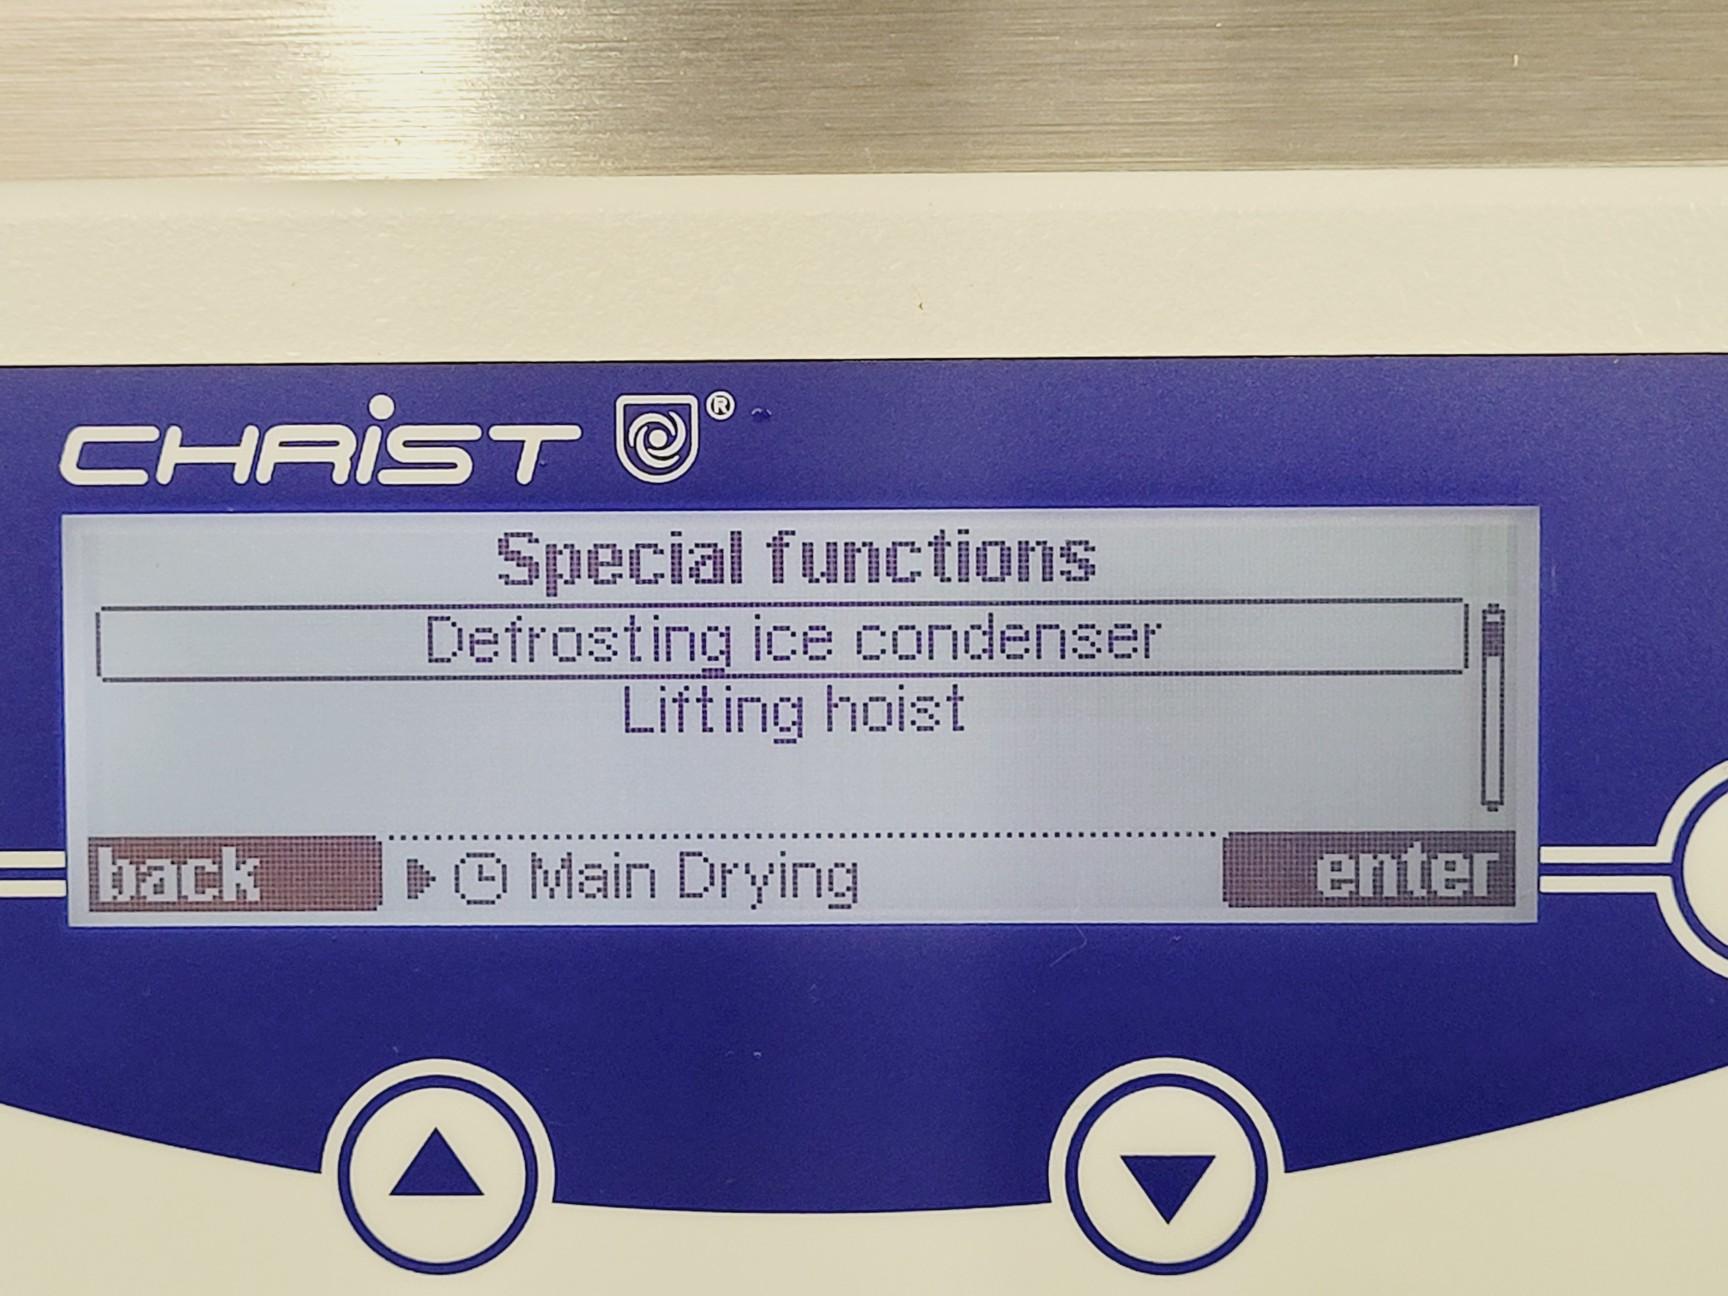 CHRiST ®
Special functions
Defrosting ice condenser
Lifting hoist
back Main Drying enter